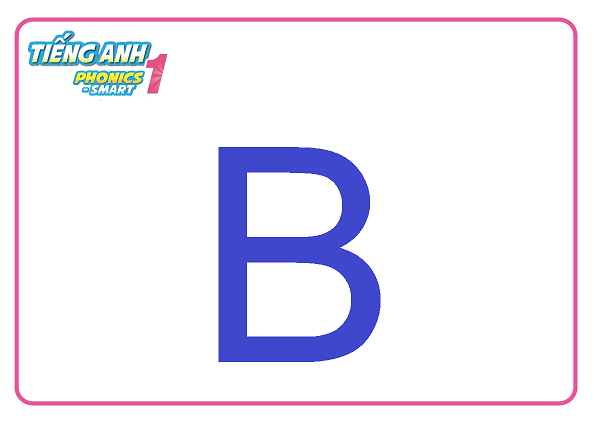 TIẾNG ANH
PHONICS 1
-SMART
B